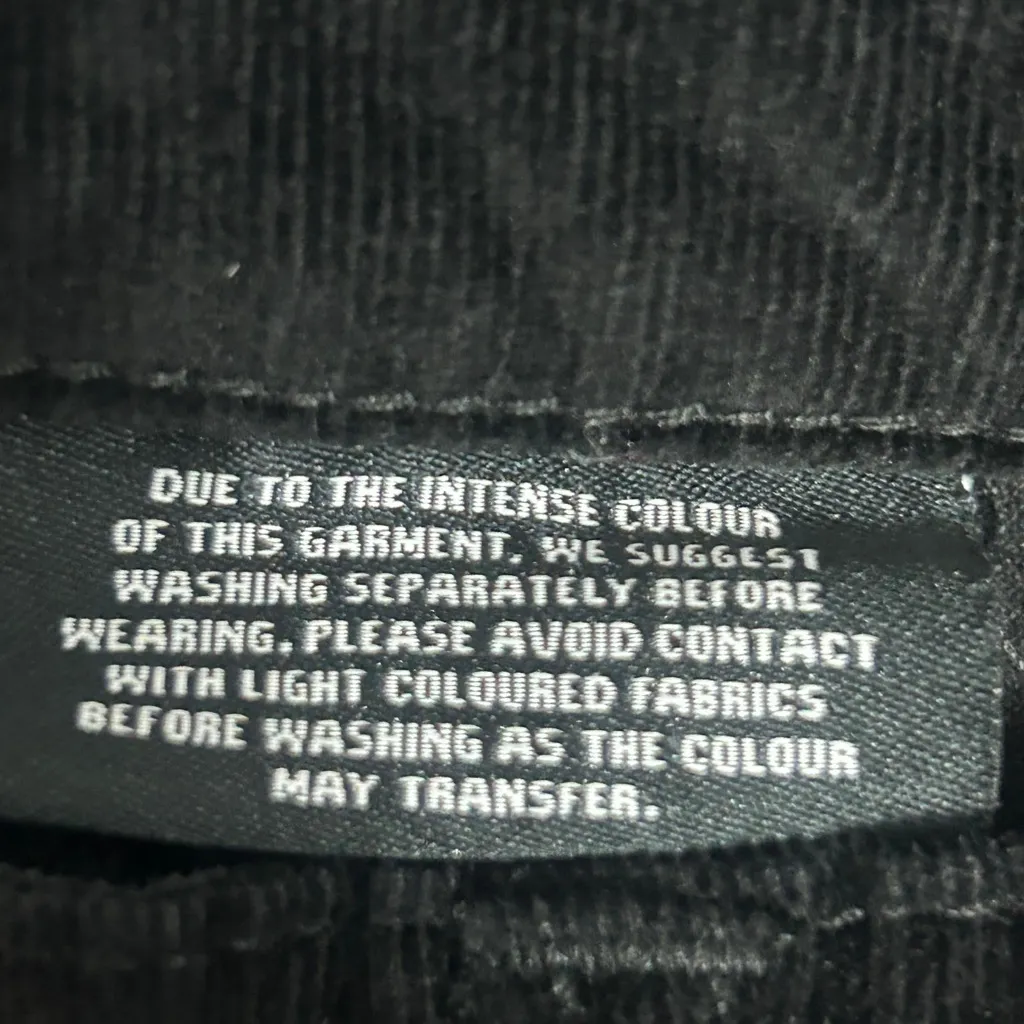 DUE TO THE INTENSE COLOUR
OF THIS GARMENT, WE SUGGEST
WASHING SEPARATELY BEFORE
WEARING. PLEASE AVOID CONTACT
WITH LIGHT COLOURED FABRICS
BEFORE WASHING AS THE COLOUR
MAY TRANSFER.